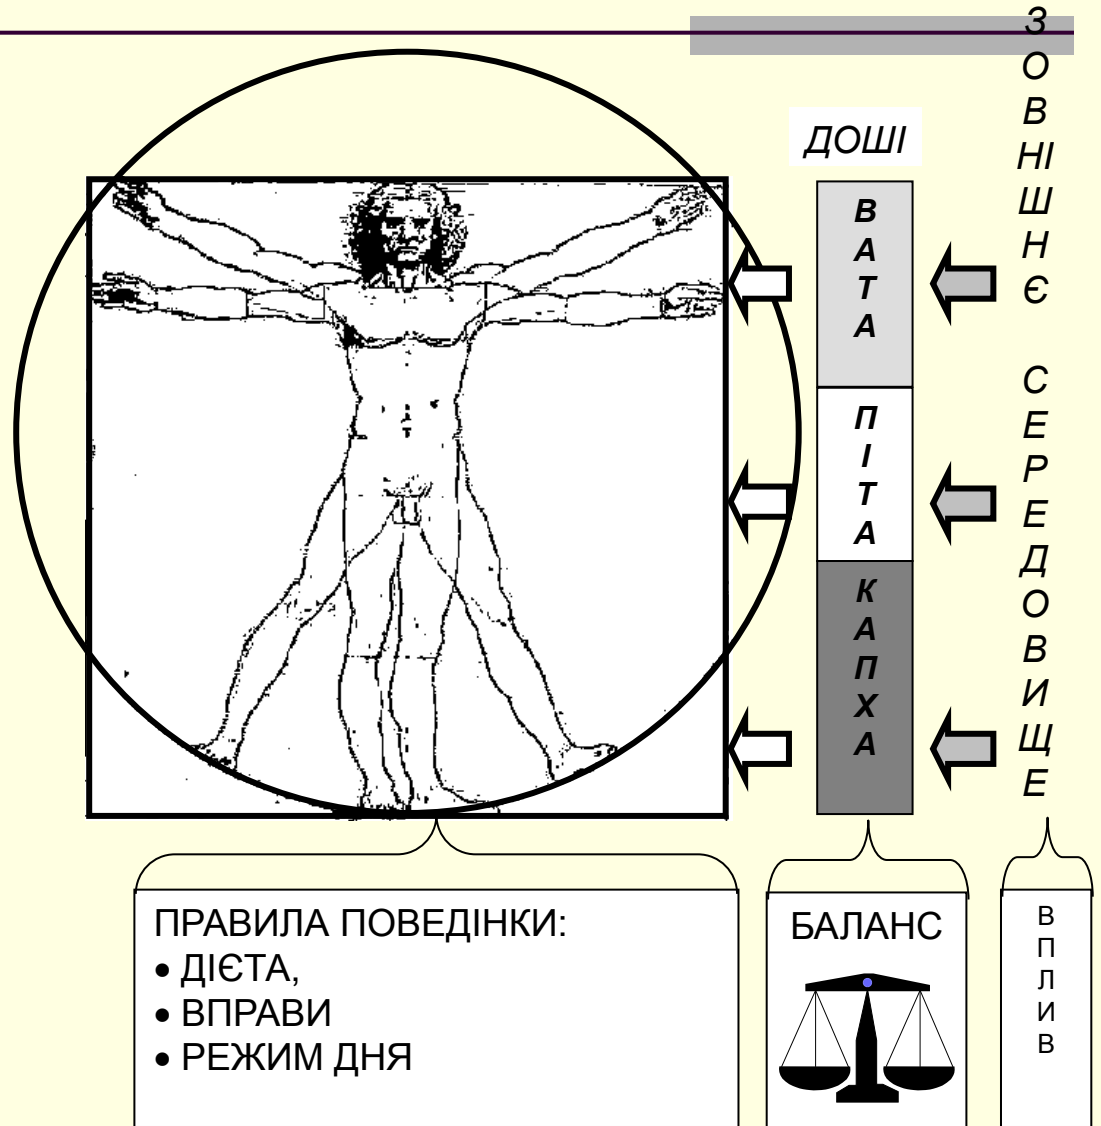 ДОШІ
ВАТА
ПІТА
КАПХА
ЗОВНІШНЄ СЕРЕДОВИЩЕ
ПРАВИЛА ПОВЕДІНКИ:
• ДІЄТА,
• ВПРАВИ
• РЕЖИМ ДНЯ
БАЛАНС
ВПЛИВ